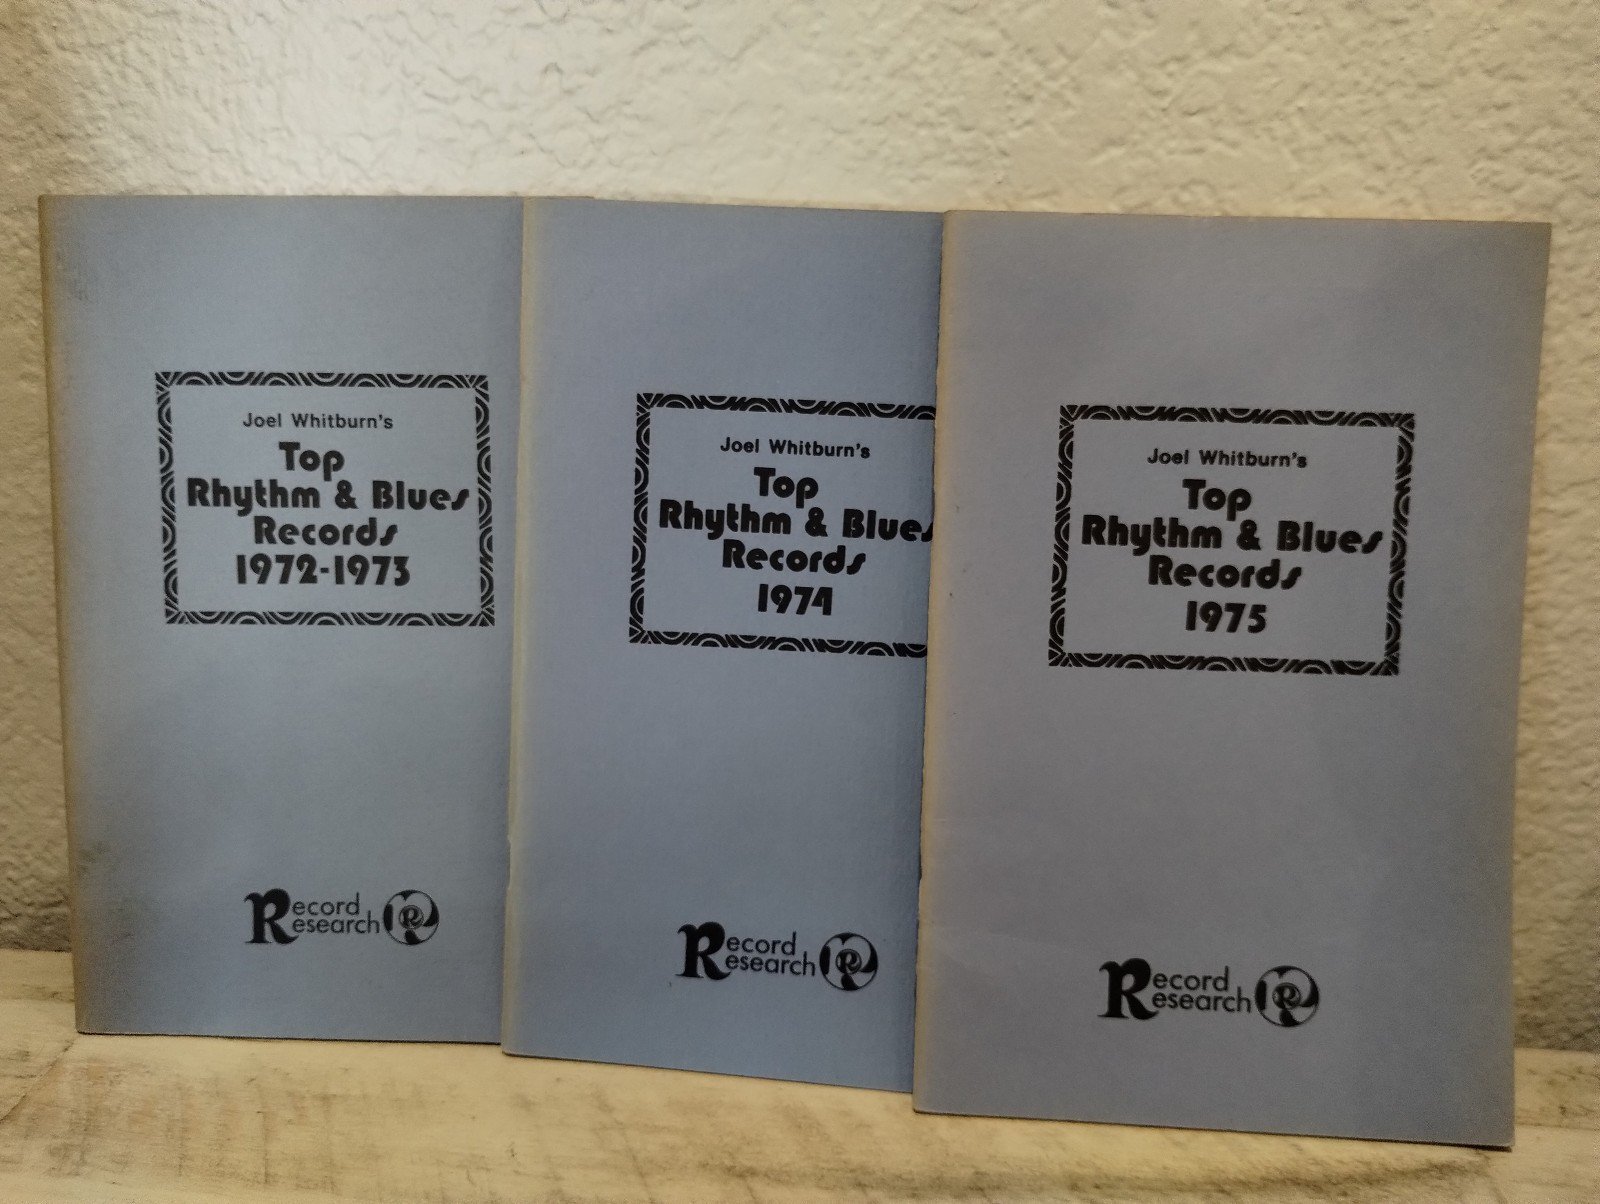 Joel Whitburn's
Top
Rhythm & Blues
Records
1972-1973
Record
Research
Joel Whitburn's
Top
Rhythm & Blues
Records
1974
Record
Research
Joel Whitburn's
Top
Rhythm & Blues
Records
1975
Record
Research